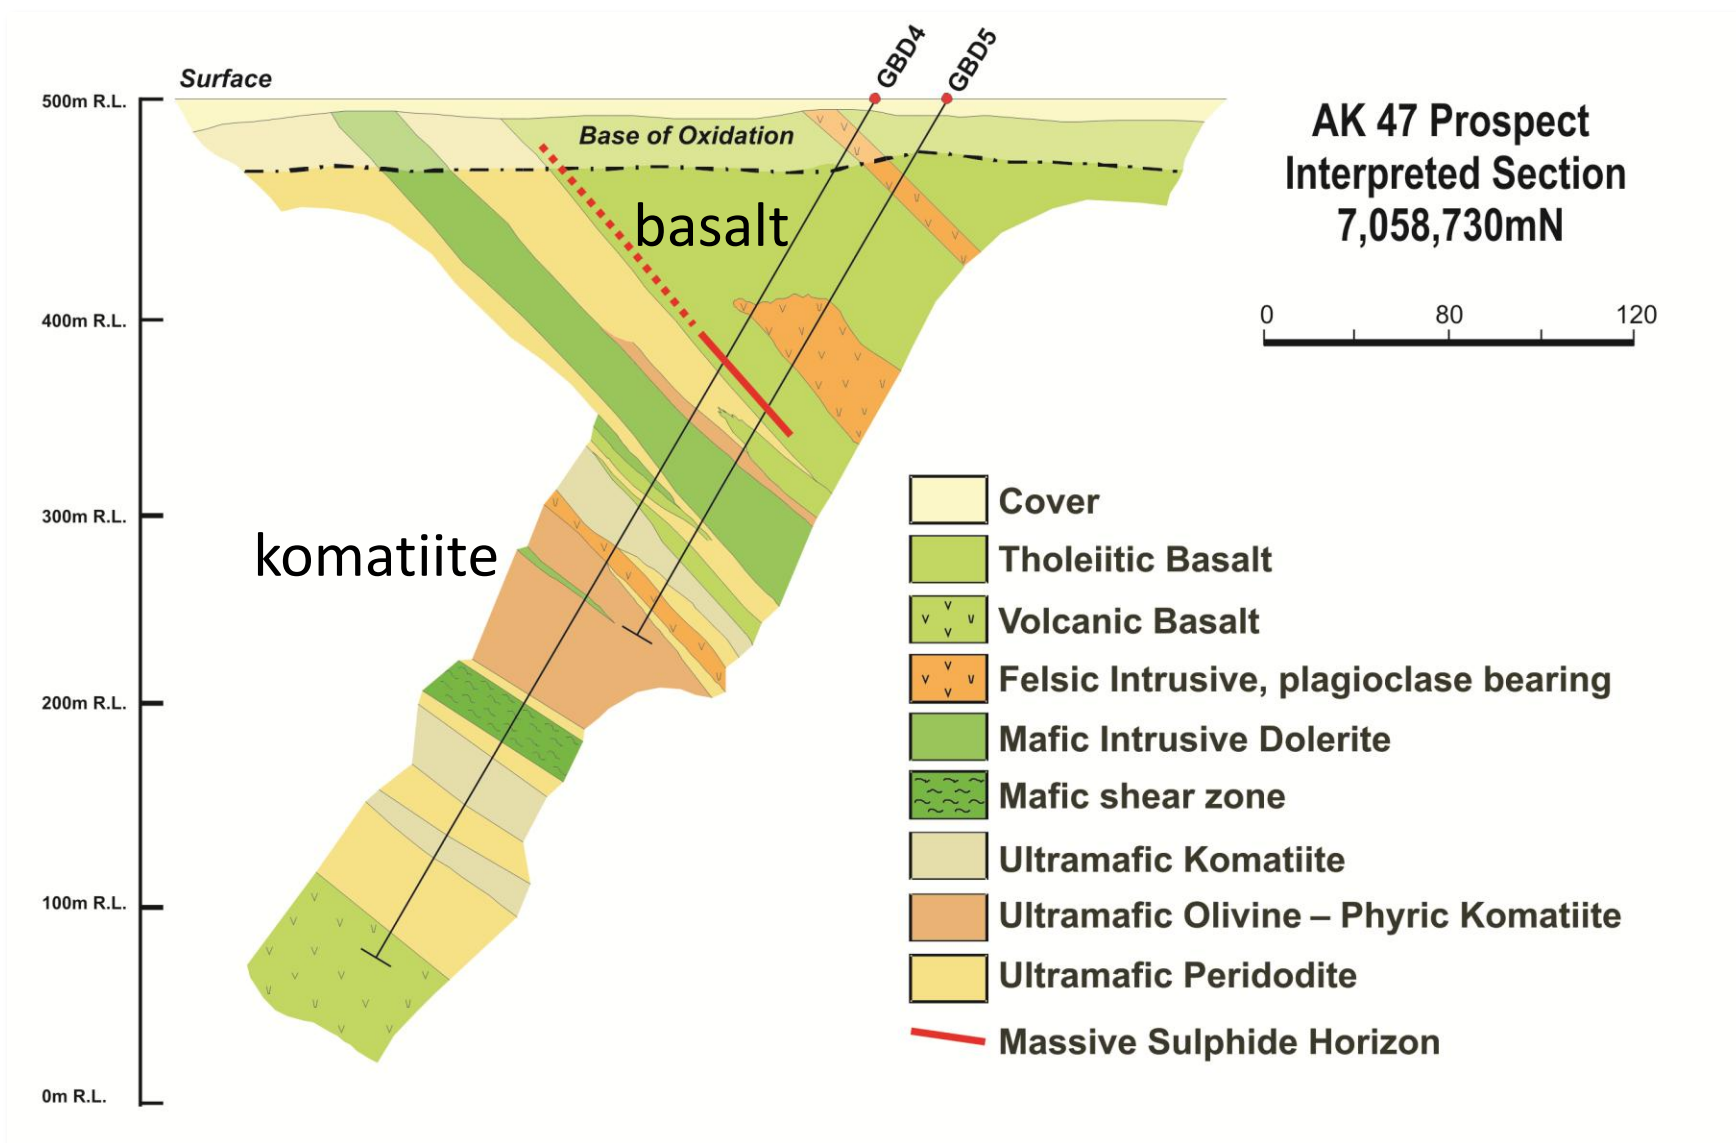 GBD4
GBD5
Surface
500m R.L.
Base of Oxidation
AK 47 Prospect
Interpreted Section
7,058,730mN
basalt
0 80 120
400m R.L.
300m R.L.
komatiite
200m R.L.
100m R.L.
0m R.L.
Cover
Tholeiitic Basalt
Volcanic Basalt
Felsic Intrusive, plagioclase bearing
Mafic Intrusive Dolerite
Mafic shear zone
Ultramafic Komatiite
Ultramafic Olivine – Phyric Komatiite
Ultramafic Peridodite
Massive Sulphide Horizon